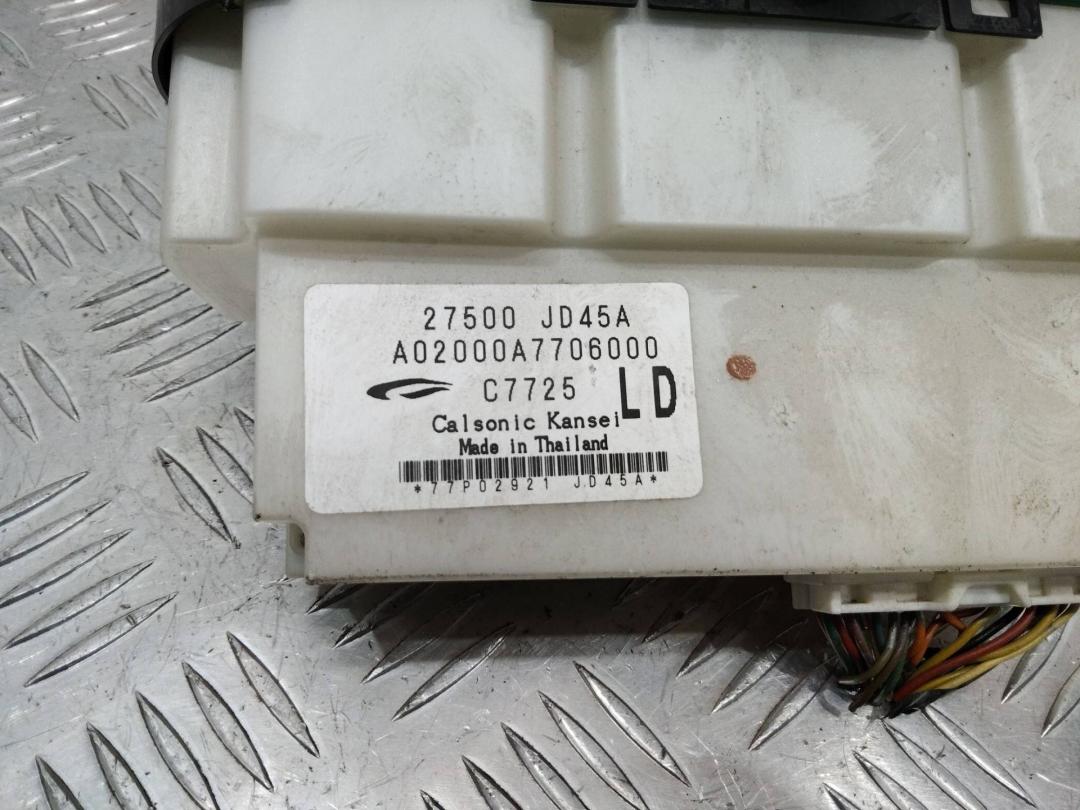 27500 JD45A
A02000A7706000
C7725 LD
Calsonic Kansei
Made in Thailand
*77P02921 JD45A*